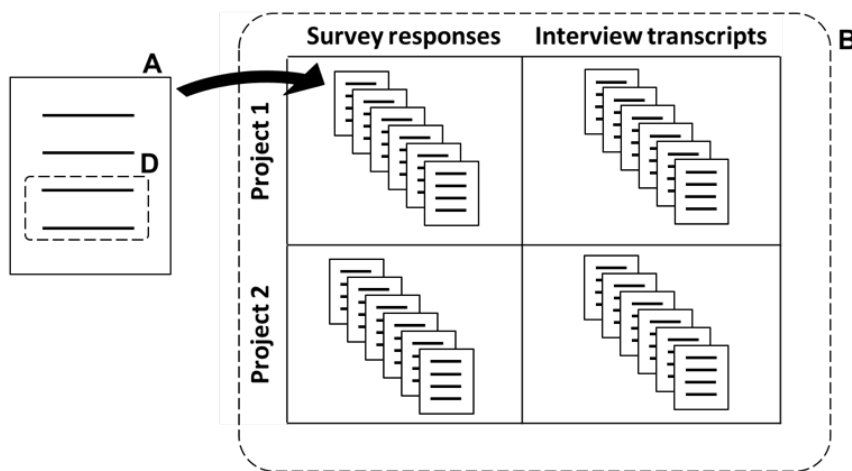 Survey responses Interview transcripts B
A
Project 1
D
Project 2